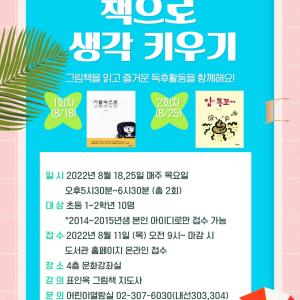 책으로
생각 키우기
그림책을 읽고 즐거운 독후활동을 함께해요!
1회차
(8/18)
2회차
(8/25)
거울속으로
일 시 2022년 8월 18,25일 매주 목요일
오후5시30분~6시30분 (총 2회)
대 상 초등 1~2학년 10명
*2014~2015년생 본인 아이디로만 접수 가능
접 수 2022년 8월 11일 (목) 오전 9시~ 마감 시
도서관 홈페이지 온라인 접수
장 소 4층 문화강좌실
강 의 표인옥 그림책 지도사
문 의 어린이열람실 02-307-6030(내선303,304)